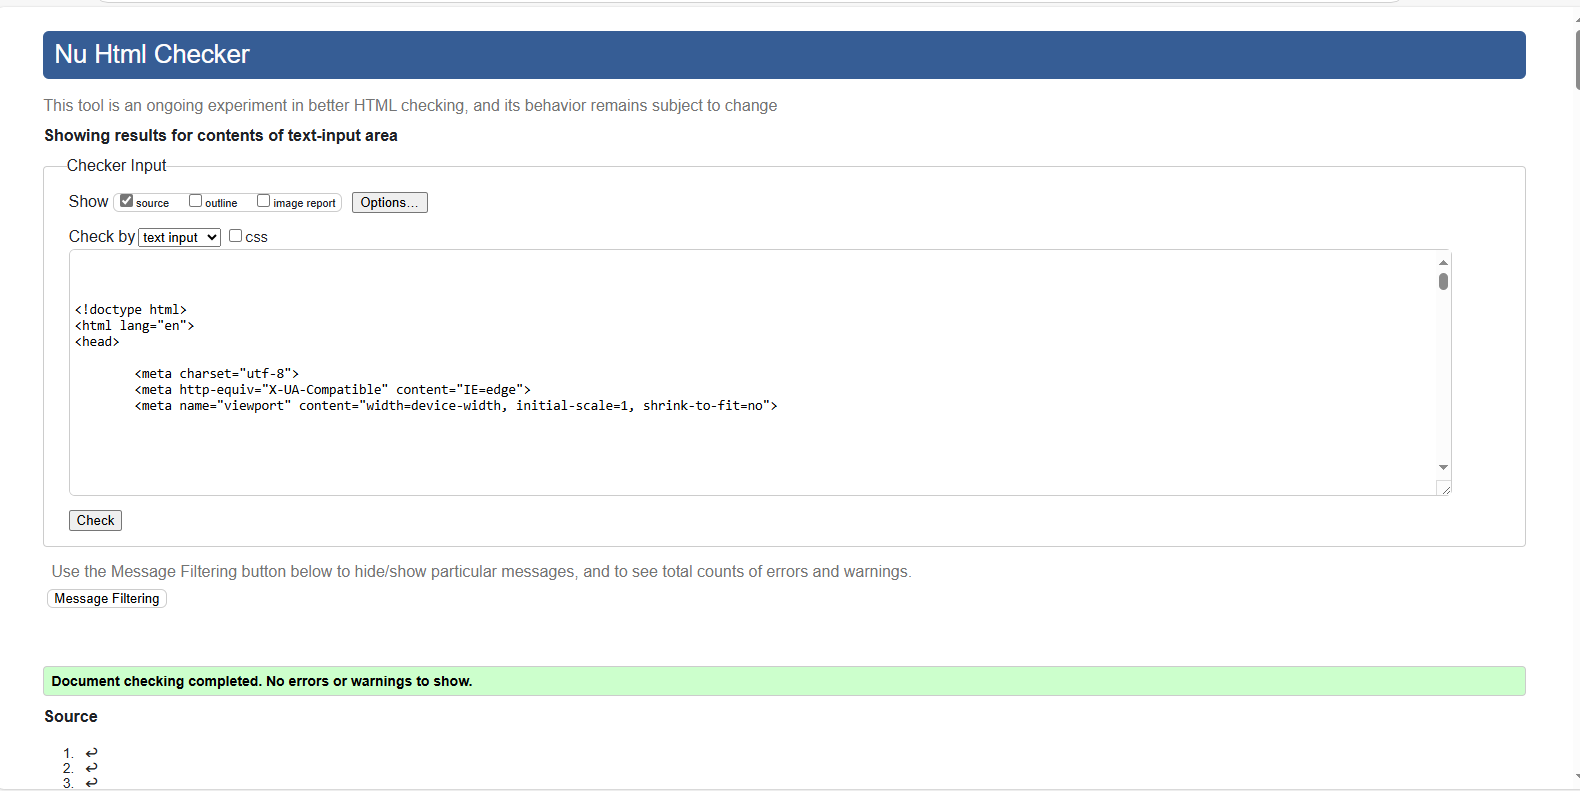 Nu Html Checker
This tool is an ongoing experiment in better HTML checking, and its behavior remains subject to change
Showing results for contents of text-input area
Checker Input
Show source outline image report Options...
Check by text input css
<!doctype html>
<html lang="en">
<head>
<meta charset="utf-8">
<meta http-equiv="X-UA-Compatible" content="IE=edge">
<meta name="viewport" content="width=device-width, initial-scale=1, shrink-to-fit=no">
Check
Use the Message Filtering button below to hide/show particular messages, and to see total counts of errors and warnings.
Message Filtering
Document checking completed. No errors or warnings to show.
Source
1. ↩
2. ↩
3. ↩